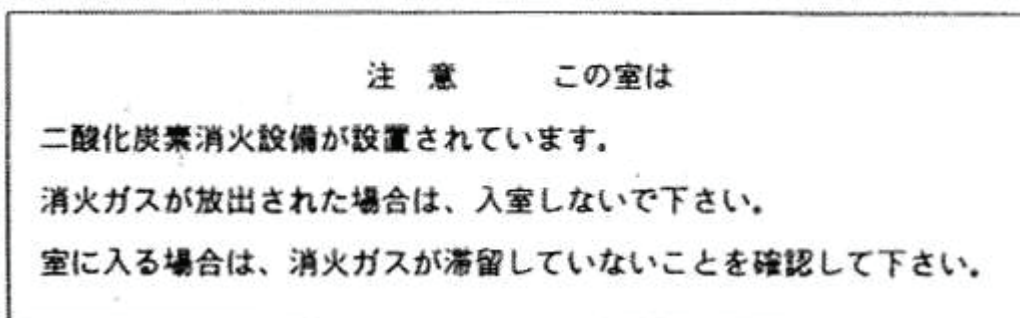 注 意 この室は
二酸化炭素消火設備が設置されています。
消火ガスが放出された場合は、入室しないで下さい。
室に入る場合は、消火ガスが滞留していないことを確認して下さい。